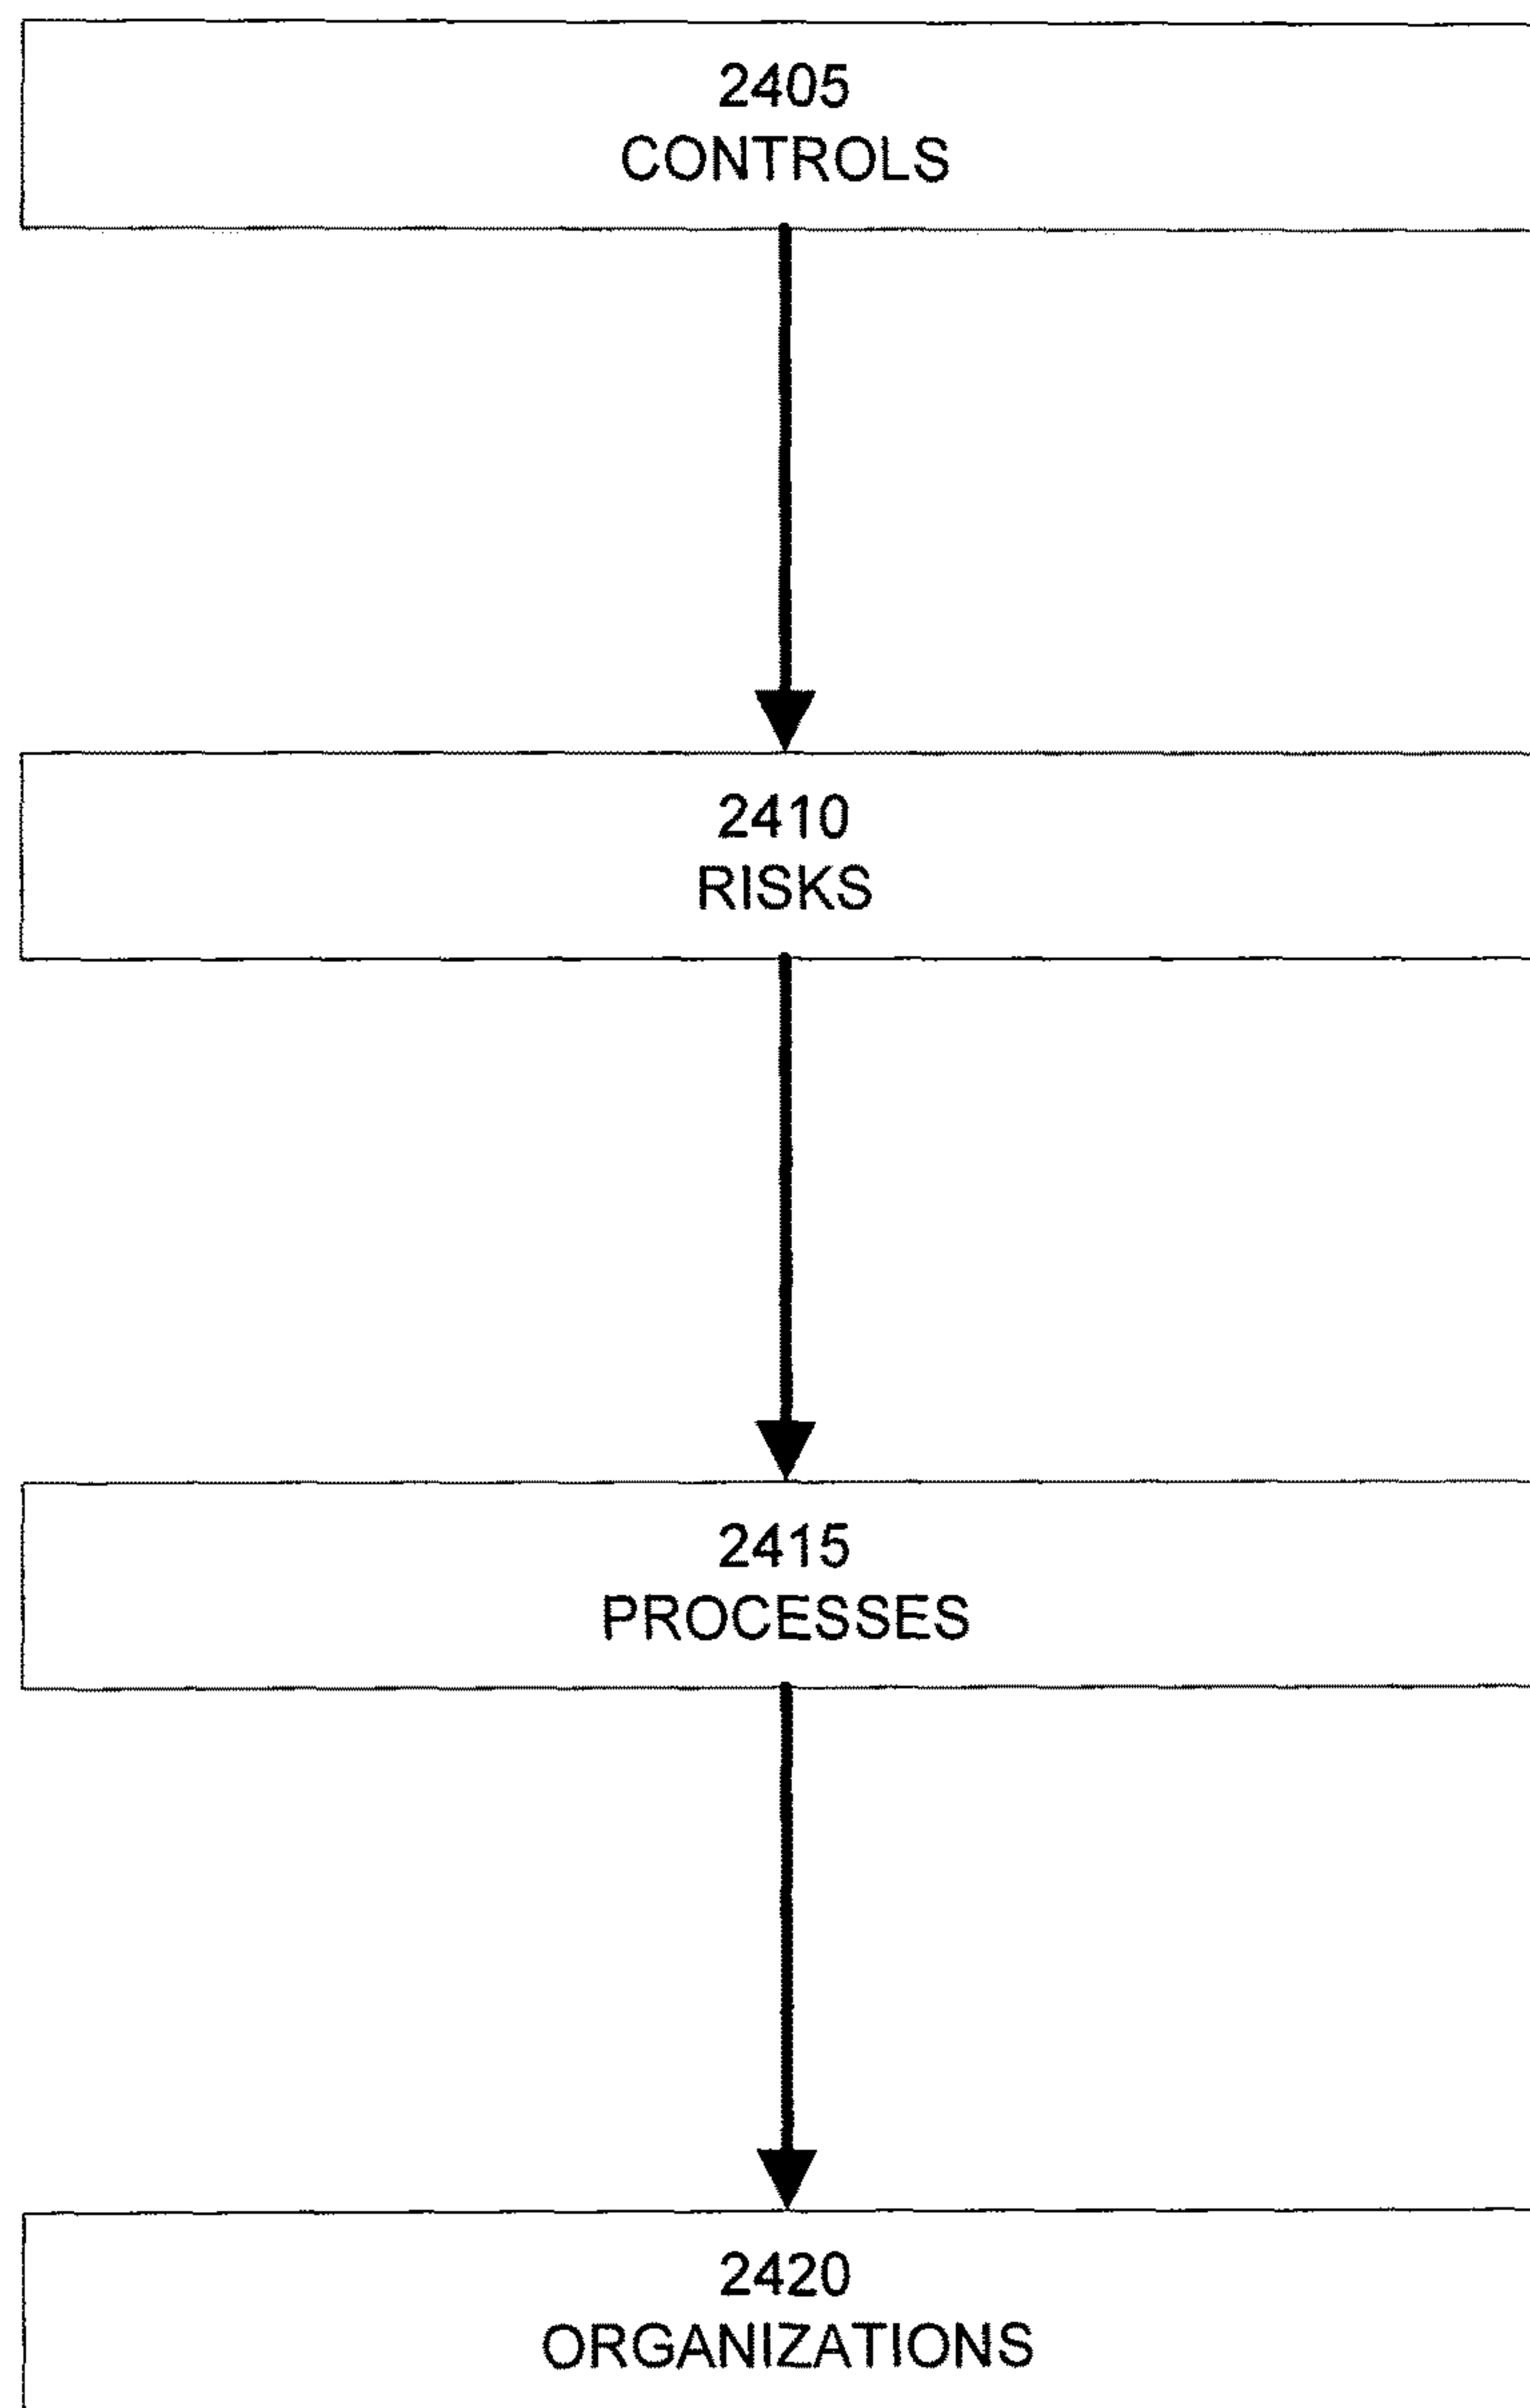 2405
CONTROLS
2410
RISKS
2415
PROCESSES
2420
ORGANIZATIONS